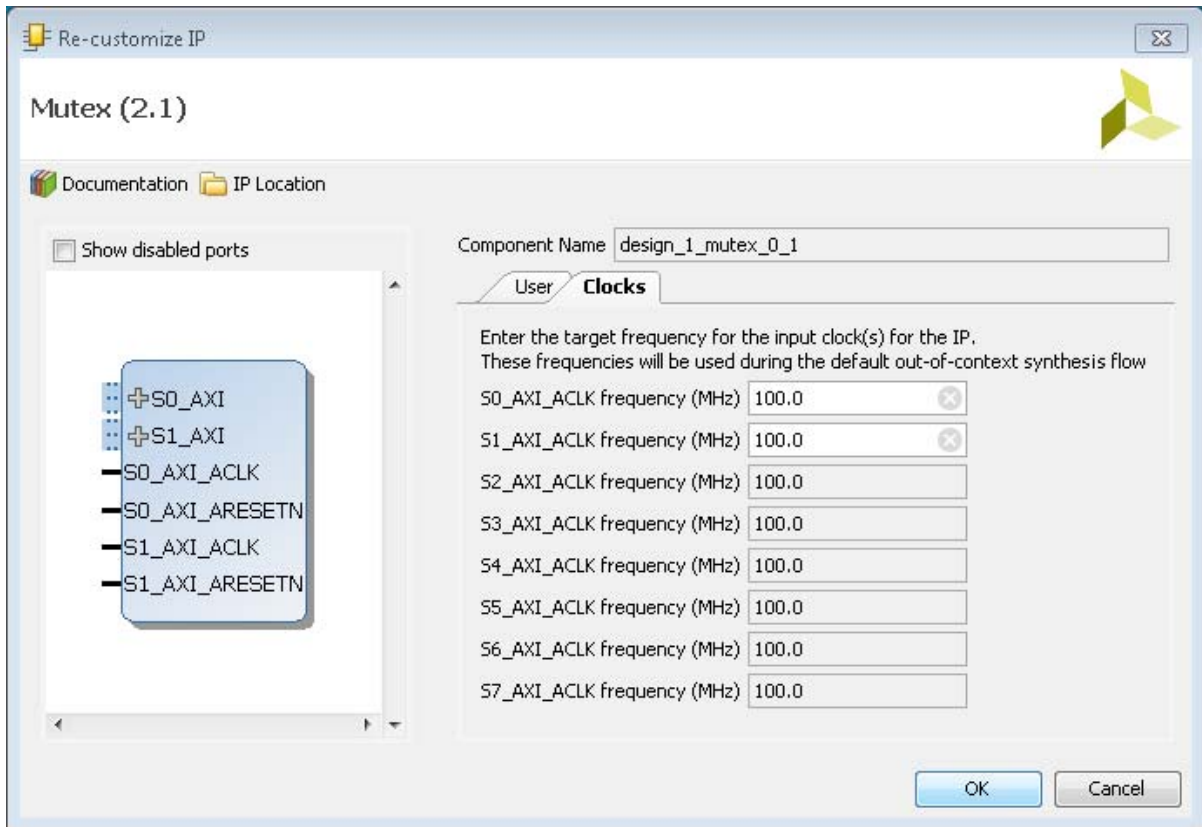 Re-customize IP
Mutex (2.1)
Documentation IP Location
Show disabled ports
S0_AXI
S1_AXI
S0_AXI_ACLK
S0_AXI_ARESETN
S1_AXI_ACLK
S1_AXI_ARESETN
Component Name design_1_mutex_0_1
User Clocks
Enter the target frequency for the input clock(s) for the IP.
These frequencies will be used during the default out-of-context synthesis flow
S0_AXI_ACLK frequency (MHz) 100.0
S1_AXI_ACLK frequency (MHz) 100.0
S2_AXI_ACLK frequency (MHz) 100.0
S3_AXI_ACLK frequency (MHz) 100.0
S4_AXI_ACLK frequency (MHz) 100.0
S5_AXI_ACLK frequency (MHz) 100.0
S6_AXI_ACLK frequency (MHz) 100.0
S7_AXI_ACLK frequency (MHz) 100.0
OK Cancel